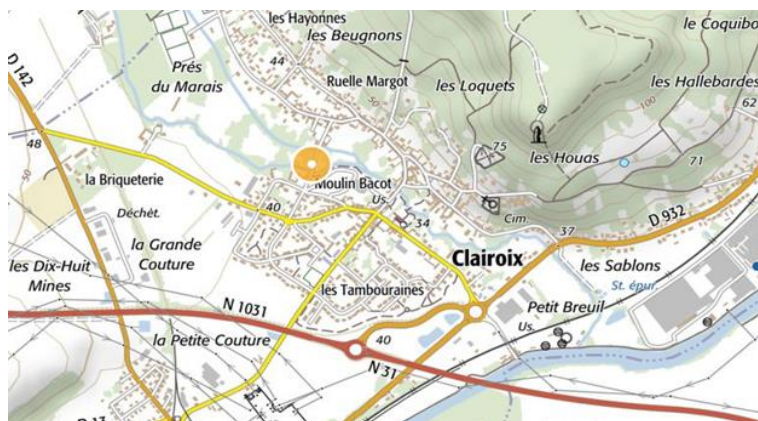 les Hayonnes
les Beugnons
le Coquibo
D 142
Prés
du Marais
44
Ruelle Margot
50
les Loquets
les Hallebardes
100
62
48
75
les Houas
71
la Briqueterie
Moulin Bacot
Us.
50
40
34
Cim.
37
D 932
Déchèt.
la Grande
Couture
Clairoix
les Sablons
les Dix-Huit
Mines
les Tambouraines
St. épur.
Petit Breuil
N 1031
Us.
la Petite Couture
40
N 31
D 13